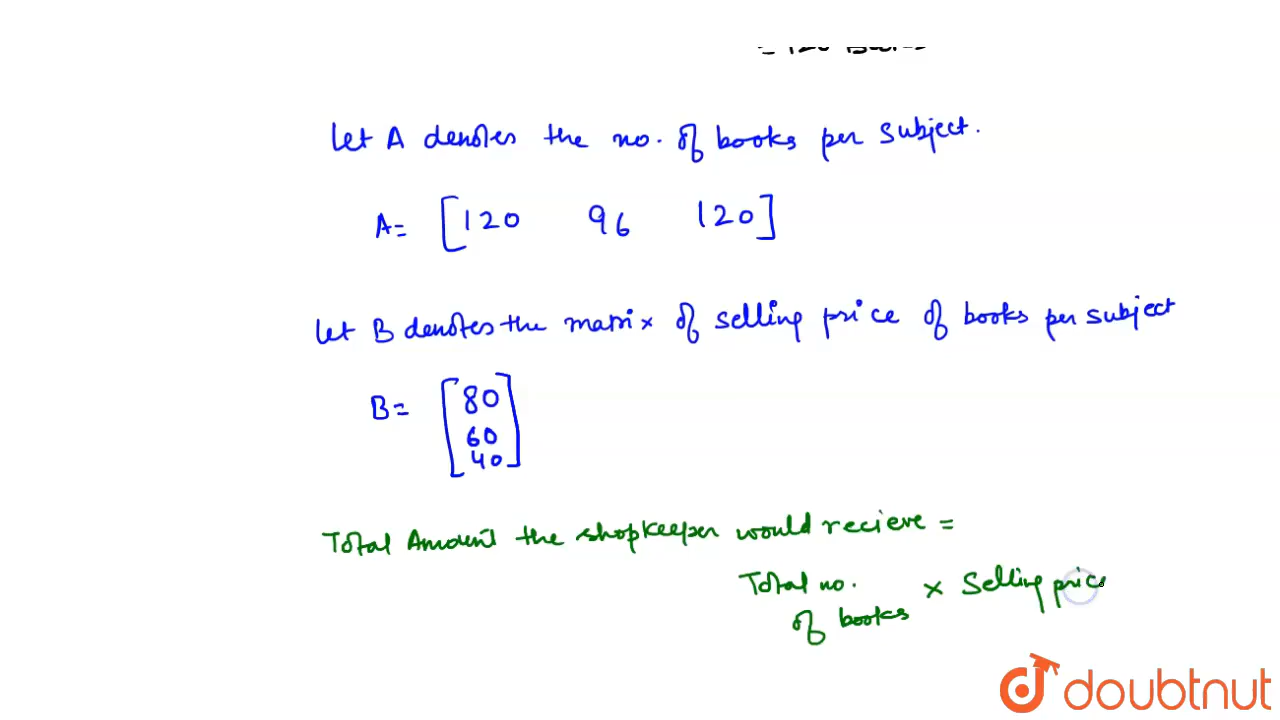 Let A denotes the no. of books per subject.
A= [120 96 120]
Let B denotes the matrix of selling price of books per subject
B= [80
60
40]
Total Amount the shopkeeper would recieve =
Total no. × Selling price
of books
doubtnut